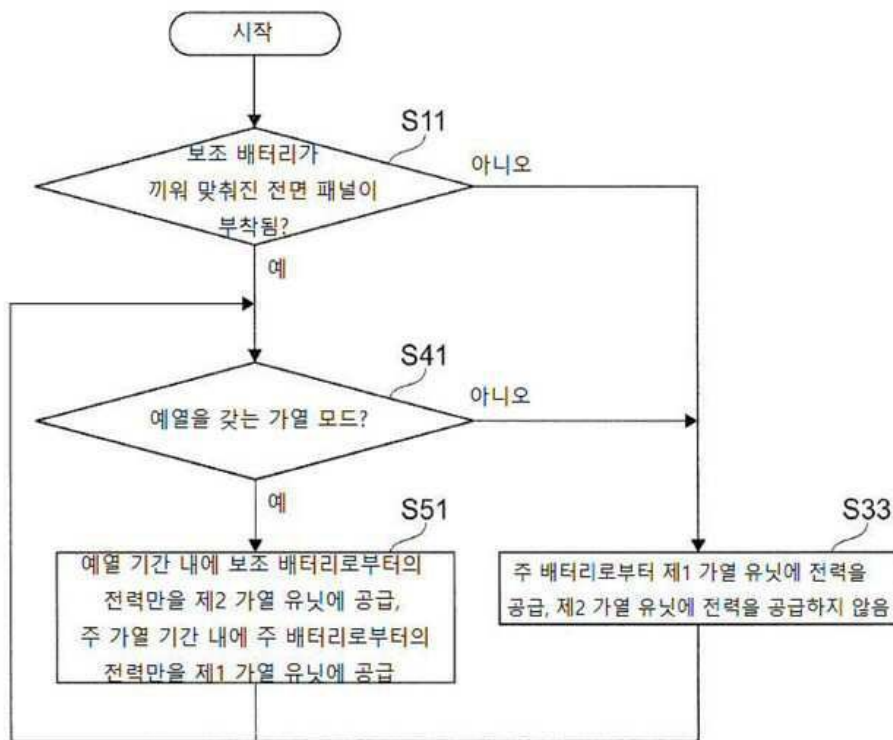 시작
S11
보조 배터리가
끼워 맞춰진 전면 패널이
부착됨?
아니오
예
S41
예열을 갖는 가열 모드?
아니오
예
S51
예열 기간 내에 보조 배터리로부터의
전력만을 제2 가열 유닛에 공급,
주 가열 기간 내에 주 배터리로부터의
전력만을 제1 가열 유닛에 공급
S33
주 배터리로부터 제1 가열 유닛에 전력을
공급, 제2 가열 유닛에 전력을 공급하지 않음